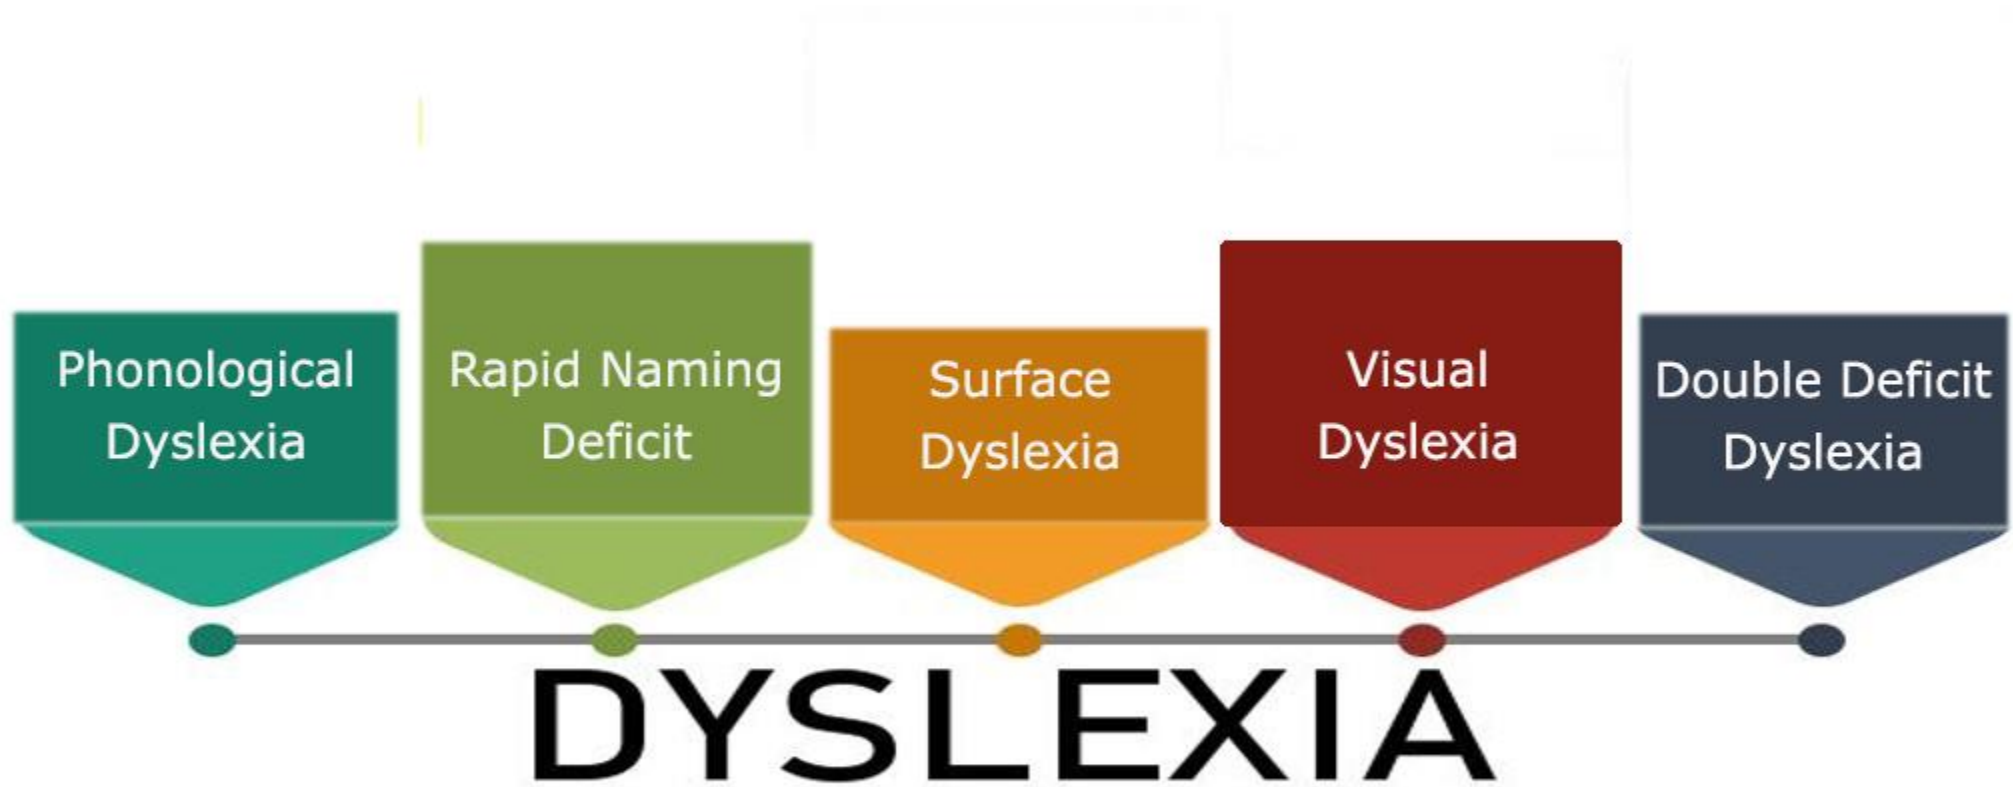 Phonological
Dyslexia
Rapid Naming
Deficit
Surface
Dyslexia
Visual
Dyslexia
Double Deficit
Dyslexia
DYSLEXIA